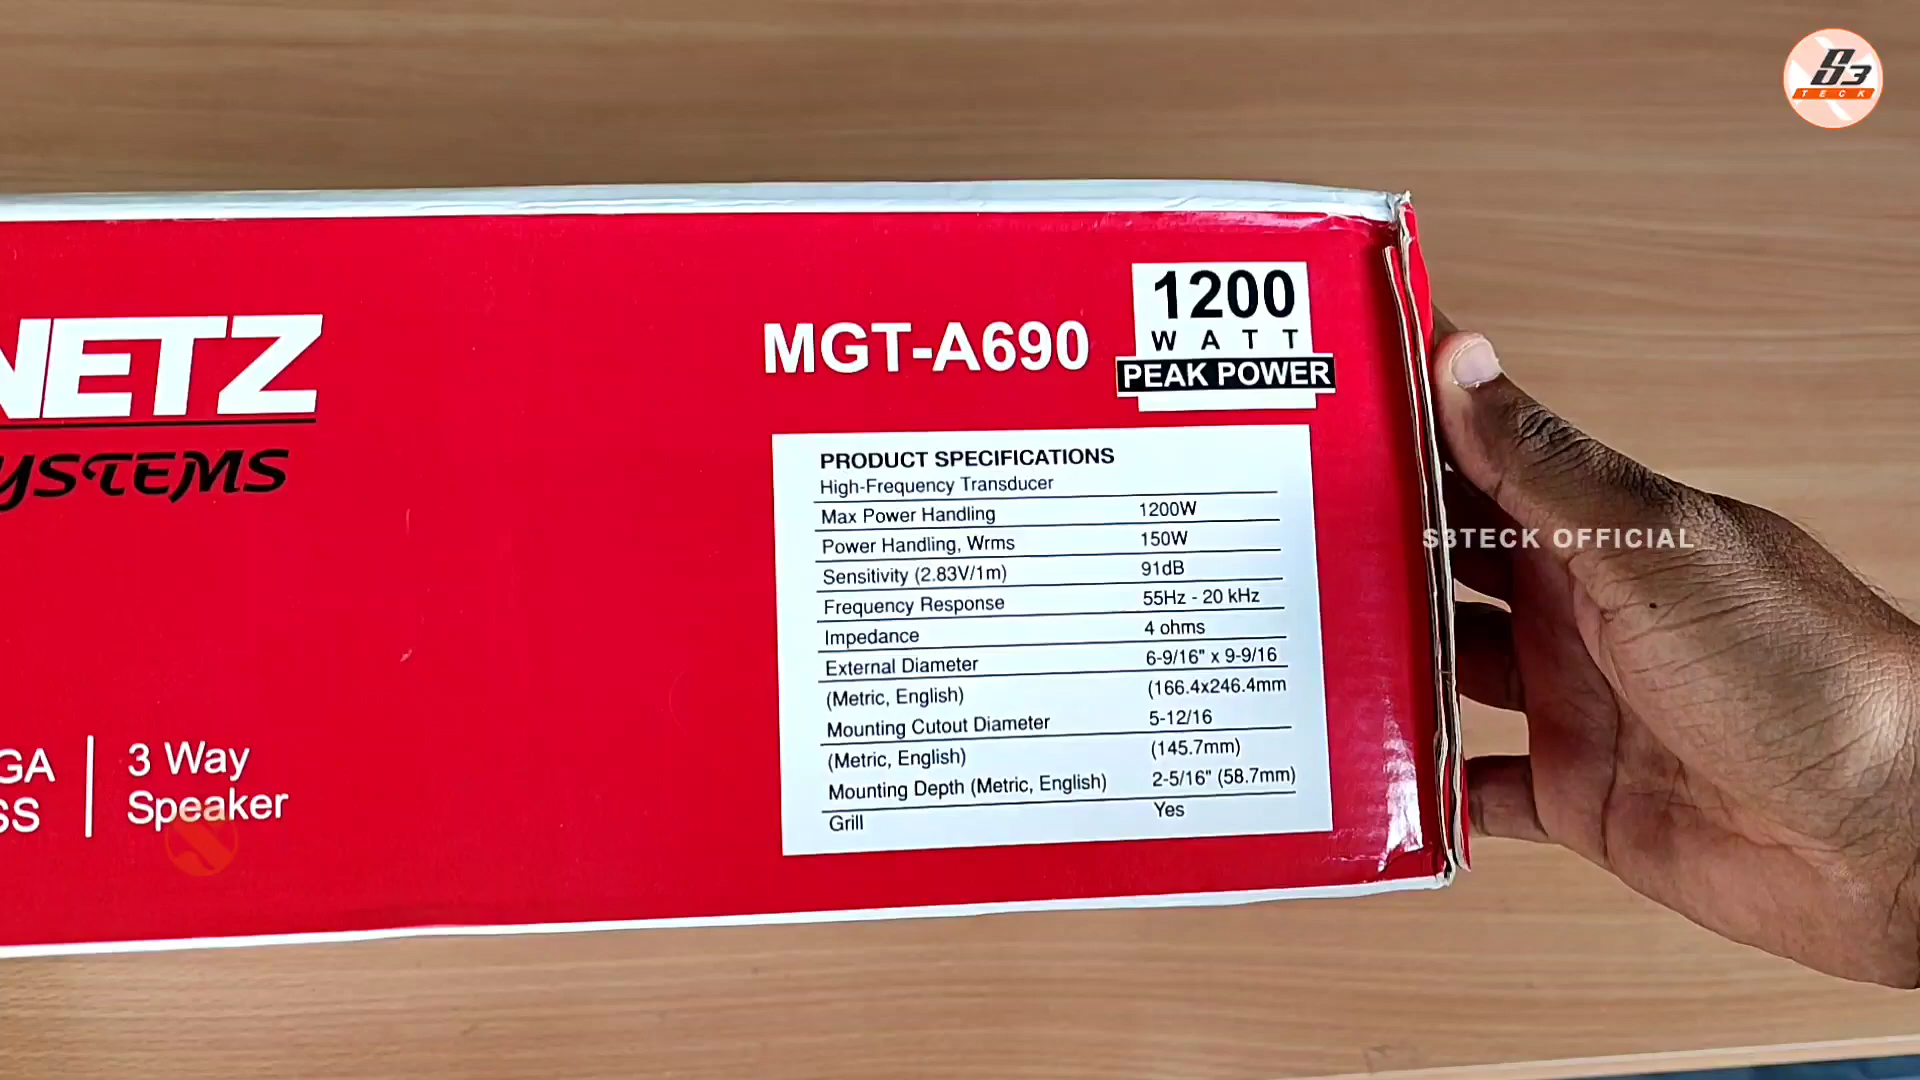 S3
TECK
NETZ
YSTEMS
GA
SS
3 Way
Speaker
MGT-A690
1200
WATT
PEAK POWER
PRODUCT SPECIFICATIONS
High-Frequency Transducer
Max Power Handling 1200W
Power Handling, Wrms 150W
Sensitivity (2.83V/1m) 91dB
Frequency Response 55Hz - 20 kHz
Impedance 4 ohms
External Diameter 6-9/16" x 9-9/16
(Metric, English) (166.4x246.4mm
Mounting Cutout Diameter 5-12/16
(Metric, English) (145.7mm)
Mounting Depth (Metric, English) 2-5/16" (58.7mm)
Grill Yes
S3TECK OFFICIAL